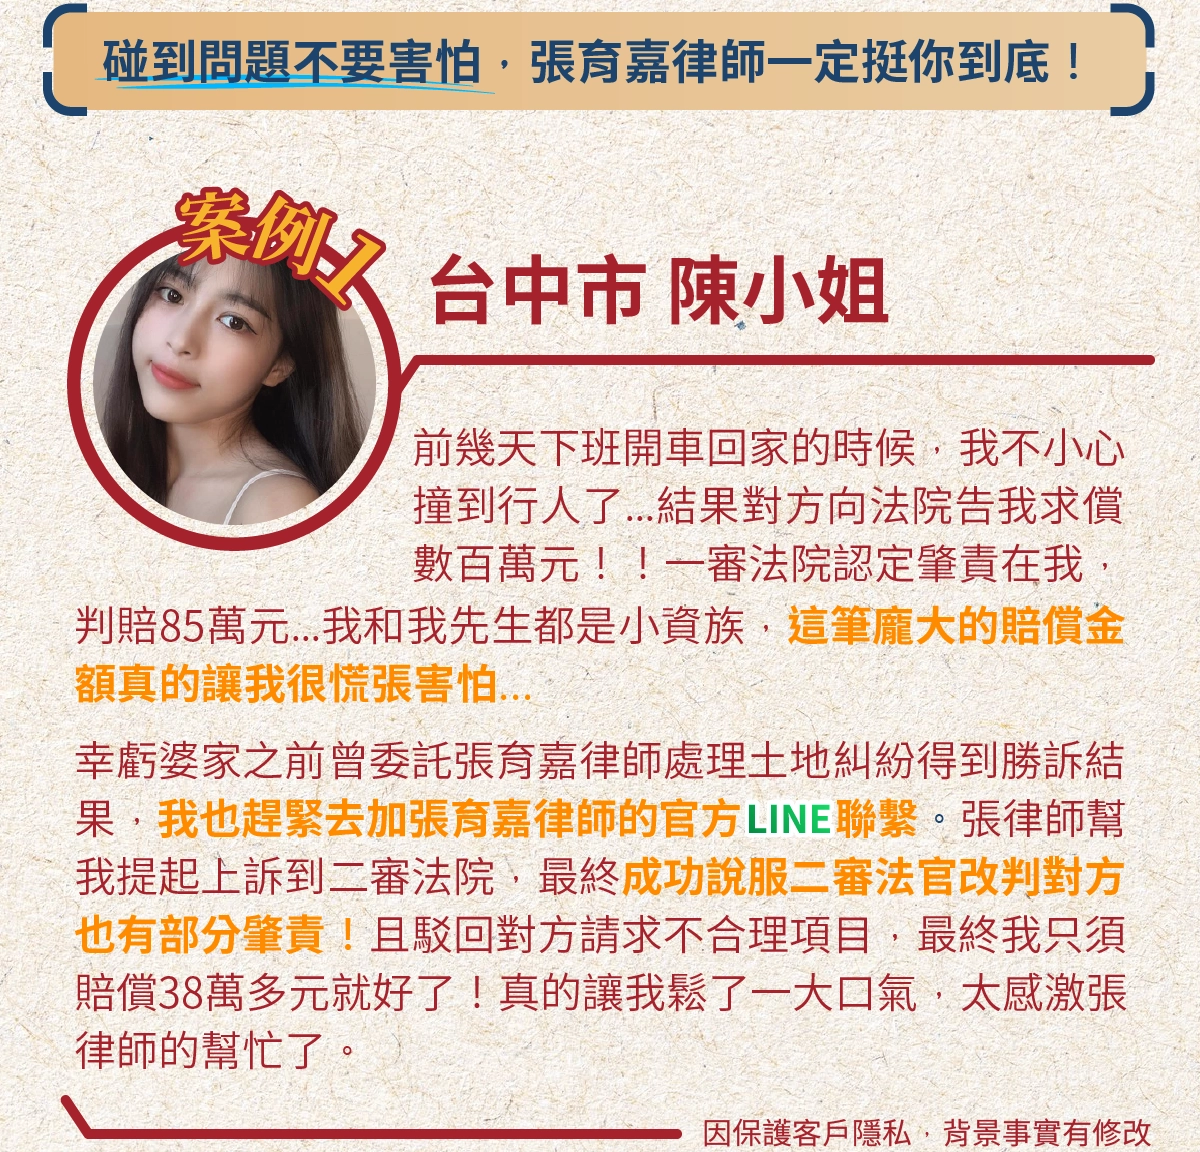 碰到問題不要害怕，張育嘉律師一定挺你到底！
案例1
台中市 陳小姐
前幾天下班開車回家的時候，我不小心
撞到行人了...結果對方向法院告我求償
數百萬元！！一審法院認定肇責在我，
判賠85萬元...我和我先生都是小資族，這筆龐大的賠償金
額真的讓我很慌張害怕...
幸虧婆家之前曾委託張育嘉律師處理土地糾紛得到勝訴結
果，我也趕緊去加張育嘉律師的官方LINE聯繫。張律師幫
我提起上訴到二審法院，最終成功說服二審法官改判對方
也有部分肇責！且駁回對方請求不合理項目，最終我只須
賠償38萬多元就好了！真的讓我鬆了一大口氣，太感激張
律師的幫忙了。
因保護客戶隱私，背景事實有修改